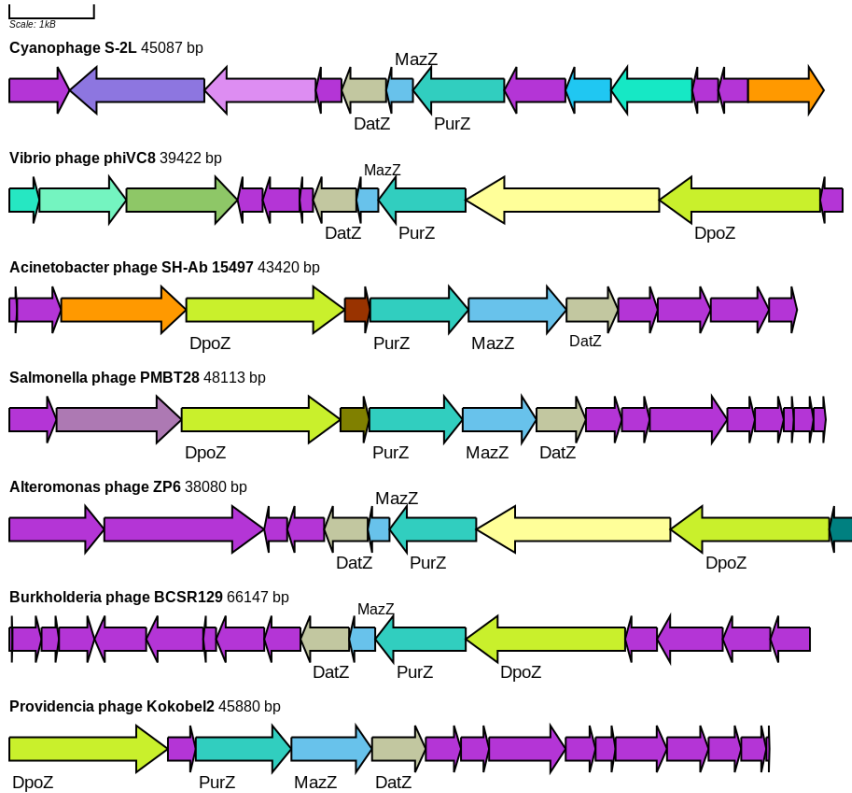 Scale: 1kB
Cyanophage S-2L 45087 bp
MazZ
DatZ PurZ
Vibrio phage phiVC8 39422 bp
MazZ
DatZ PurZ DpoZ
Acinetobacter phage SH-Ab 15497 43420 bp
DpoZ PurZ MazZ DatZ
Salmonella phage PMBT28 48113 bp
DpoZ PurZ MazZ DatZ
Alteromonas phage ZP6 38080 bp
MazZ
DatZ PurZ DpoZ
Burkholderia phage BCSR129 66147 bp
MazZ
DatZ PurZ DpoZ
Providencia phage Kokobel2 45880 bp
DpoZ PurZ MazZ DatZ